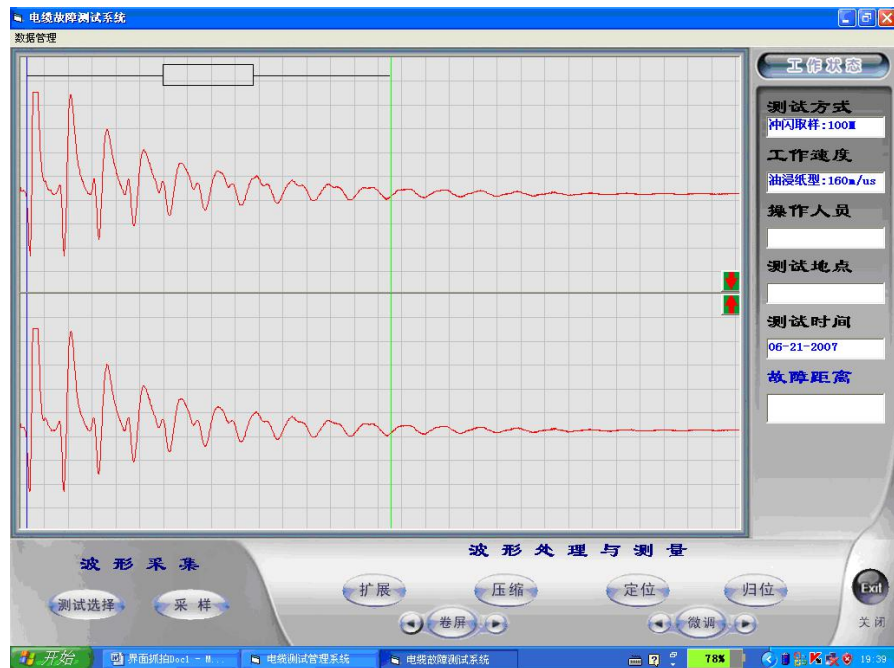 电缆故障测试系统
数据管理
工作状态
测试方式
冲闪取样:100M
工作速度
油浸纸型:160m/us
操作人员
测试地点
测试时间
06-21-2007
故障距离
波形采集
波形处理与测量
测试选择
采样
扩展
压缩
定位
归位
卷屏
微调
Exit
关闭
开始
界面抓拍Doc1 - M...
电缆测试管理系统
电缆故障测试系统
78%
19:39